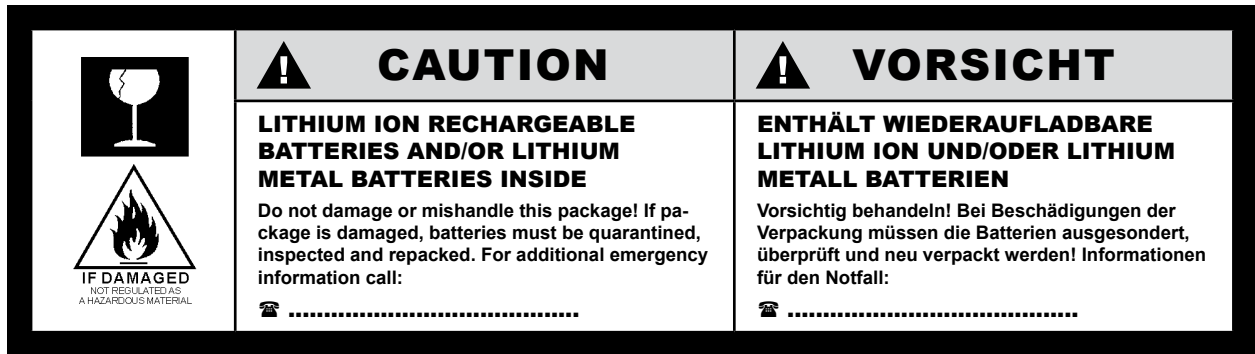 IF DAMAGED
NOT REGULATED AS
A HAZARDOUS MATERIAL
CAUTION
LITHIUM ION RECHARGEABLE
BATTERIES AND/OR LITHIUM
METAL BATTERIES INSIDE
Do not damage or mishandle this package! If pa-
ckage is damaged, batteries must be quarantined,
inspected and repacked. For additional emergency
information call:
☎ .........................................
VORSICHT
ENTHÄLT WIEDERAUFLADBARE
LITHIUM ION UND/ODER LITHIUM
METALL BATTERIEN
Vorsichtig behandeln! Bei Beschädigungen der
Verpackung müssen die Batterien ausgesondert,
überprüft und neu verpackt werden! Informationen
für den Notfall:
☎ .........................................